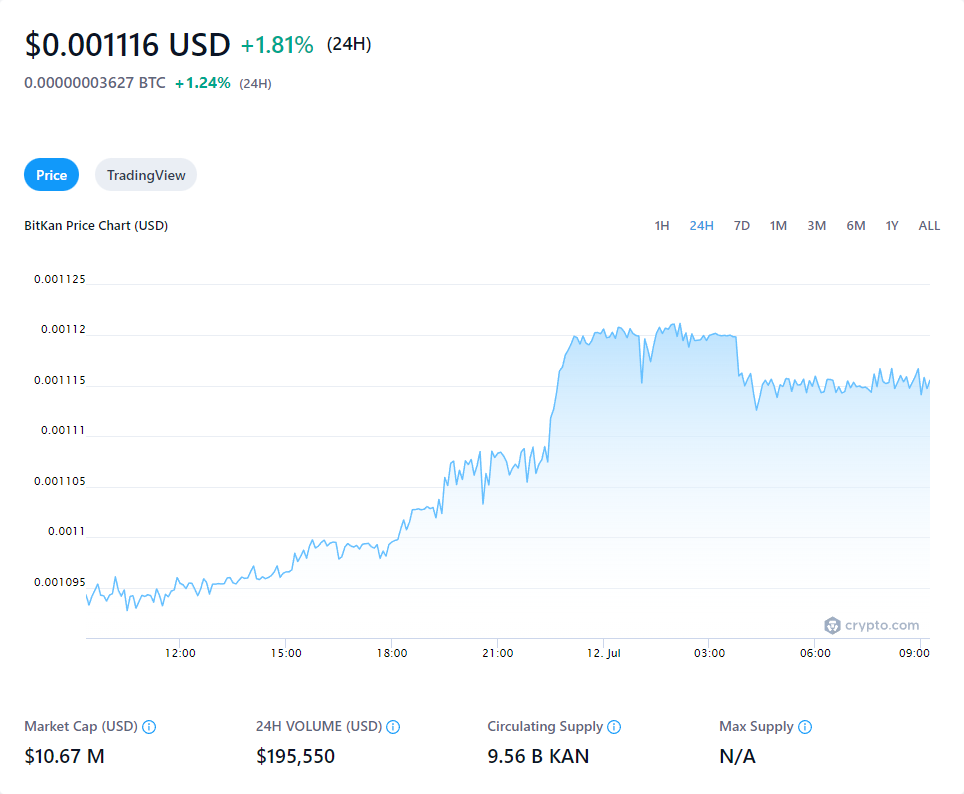 $0.001116 USD +1.81% (24H)
0.00000003627 BTC +1.24% (24H)
Price TradingView
BitKan Price Chart (USD) 1H 24H 7D 1M 3M 6M 1Y ALL
0.001125
0.00112
0.001115
0.00111
0.001105
0.0011
0.001095
crypto.com
12:00 15:00 18:00 21:00 12. Jul 03:00 06:00 09:00
Market Cap (USD) 24H VOLUME (USD) Circulating Supply Max Supply
$10.67 M $195,550 9.56 B KAN N/A